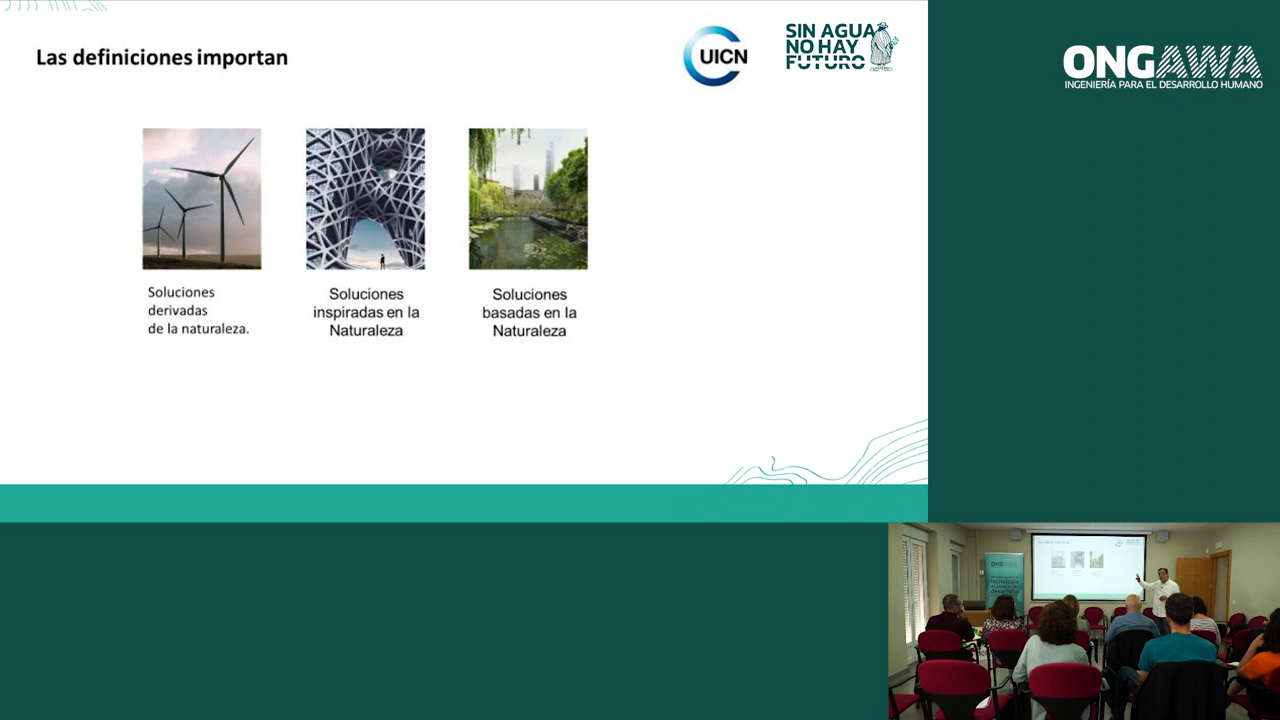 Las definiciones importan
UICN
SIN AGUA
NO HAY
FUTURO
ONGAWA
INGENIERÍA PARA EL DESARROLLO HUMANO
Soluciones
derivadas
de la naturaleza.
Soluciones
inspiradas en la
Naturaleza
Soluciones
basadas en la
Naturaleza
ONGAWA